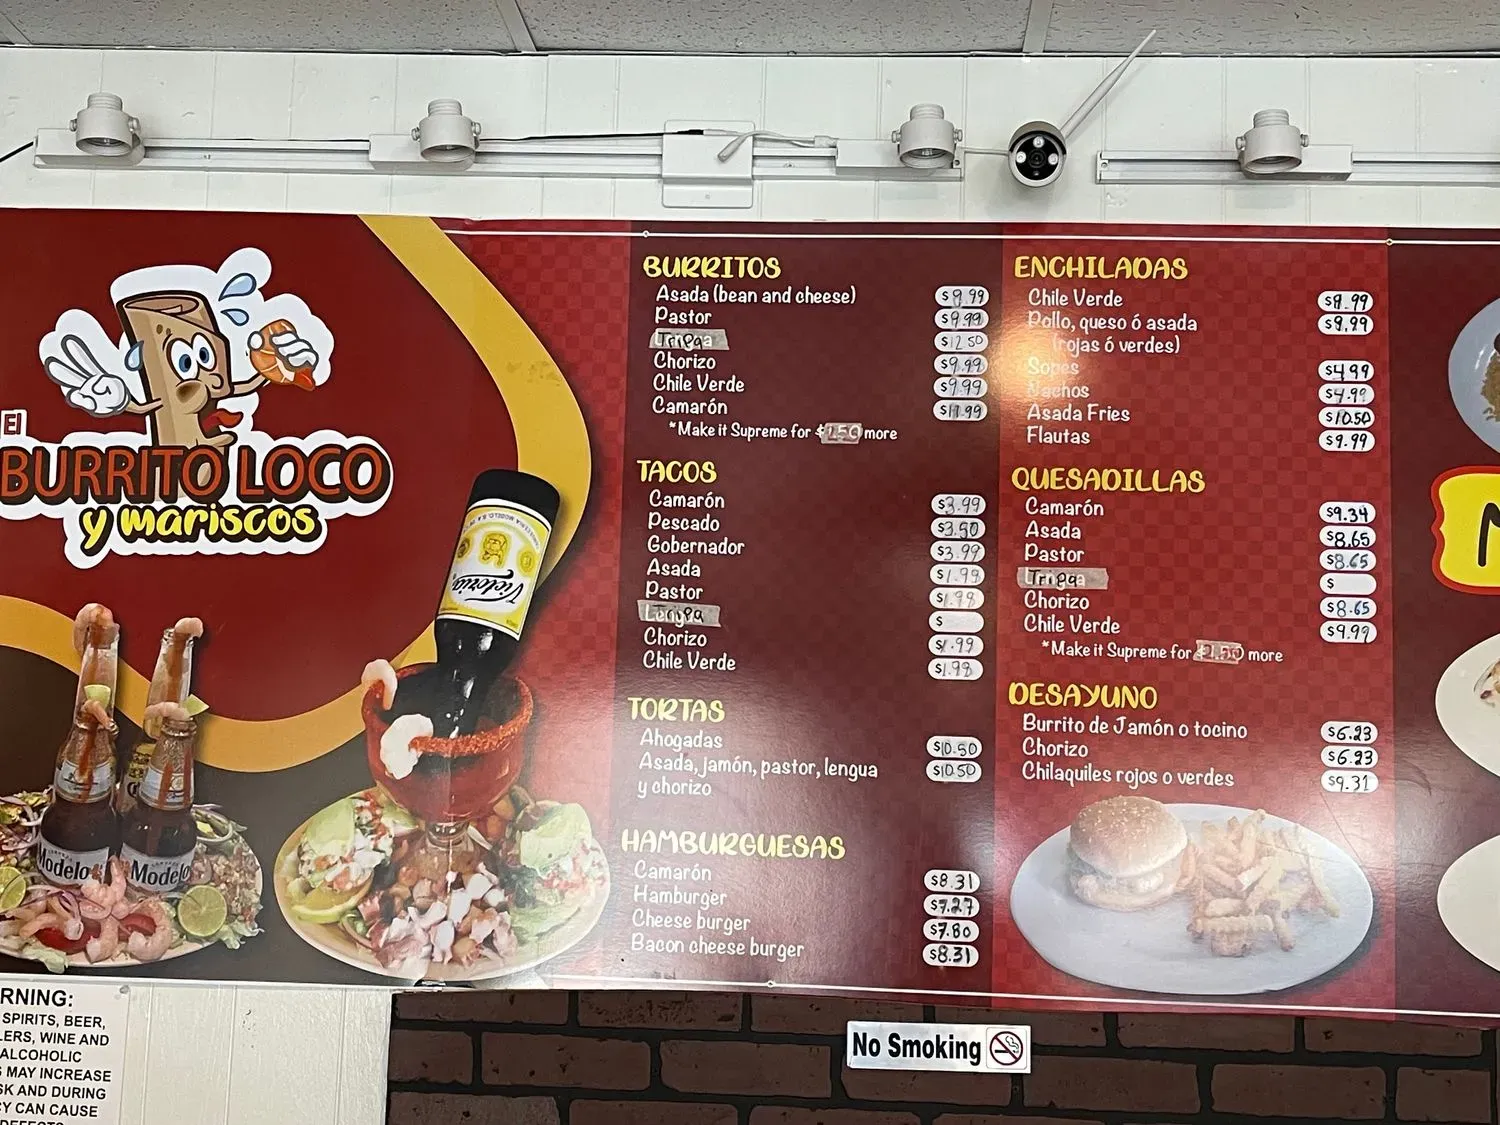 El
BURRITO LOCO
y mariscos
Victoria
Modelo
Modelo
BURRITOS
Asada (bean and cheese) $9.99
Pastor $9.99
Tripa $12.50
Chorizo $9.99
Chile Verde $9.99
Camarón $11.99
*Make it Supreme for $1.50 more
TACOS
Camarón $3.99
Pescado $3.50
Gobernador $3.99
Asada $1.99
Pastor $1.98
Tripa $
Chorizo $1.99
Chile Verde $1.98
TORTAS
Ahogadas $10.50
Asada, jamón, pastor, lengua $10.50
y chorizo
HAMBURGUESAS
Camarón $8.31
Hamburger $7.27
Cheese burger $7.80
Bacon cheese burger $8.31
ENCHILADAS
Chile Verde $9.99
Pollo, queso ó asada $9.99
(rojas ó verdes)
Sopes $4.99
Nachos $4.99
Asada Fries $10.50
Flautas $9.99
QUESADILLAS
Camarón $9.34
Asada $8.65
Pastor $8.65
Tripa $
Chorizo $8.65
Chile Verde $9.99
*Make it Supreme for $1.50 more
DESAYUNO
Burrito de Jamón o tocino $6.23
Chorizo $6.23
Chilaquiles rojos o verdes $9.31
No Smoking
RNING:
SPIRITS, BEER,
LERS, WINE AND
ALCOHOLIC
S MAY INCREASE
SK AND DURING
CY CAN CAUSE